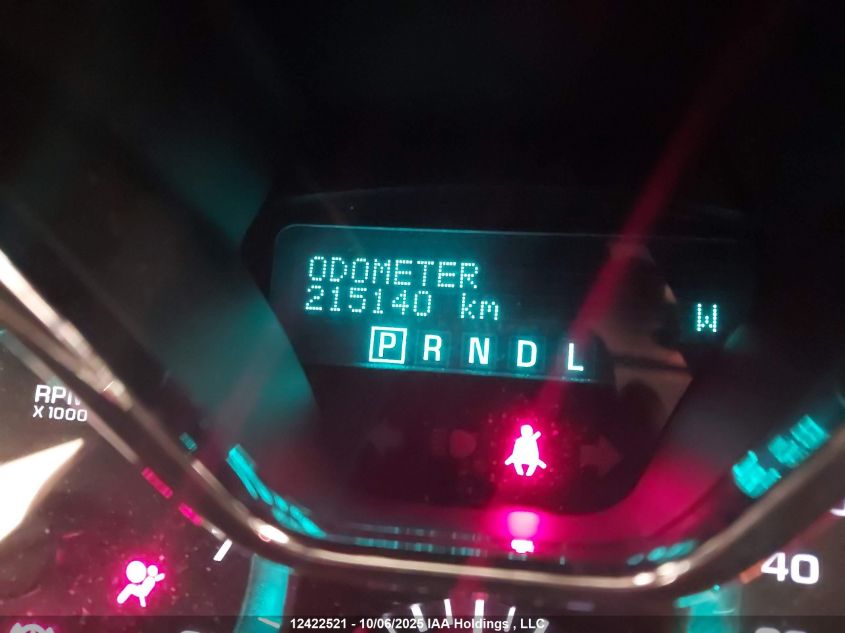 ODOMETER
215140 km
W
P R N D L
RPM
X 1000
40
12422521 - 10/06/2025 IAA Holdings , LLC